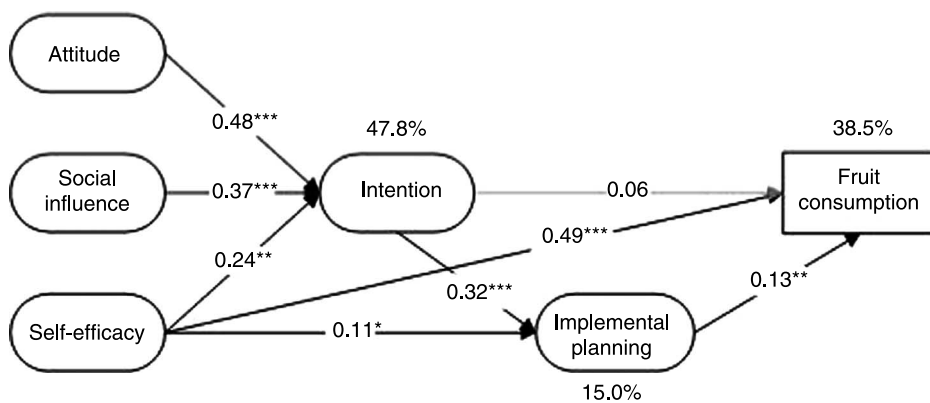 Attitude
0.48***
47.8%
38.5%
Social
influence
0.37***
Intention
0.06
Fruit
consumption
0.24**
0.49***
0.32***
0.13**
Self-efficacy
0.11*
Implemental
planning
15.0%